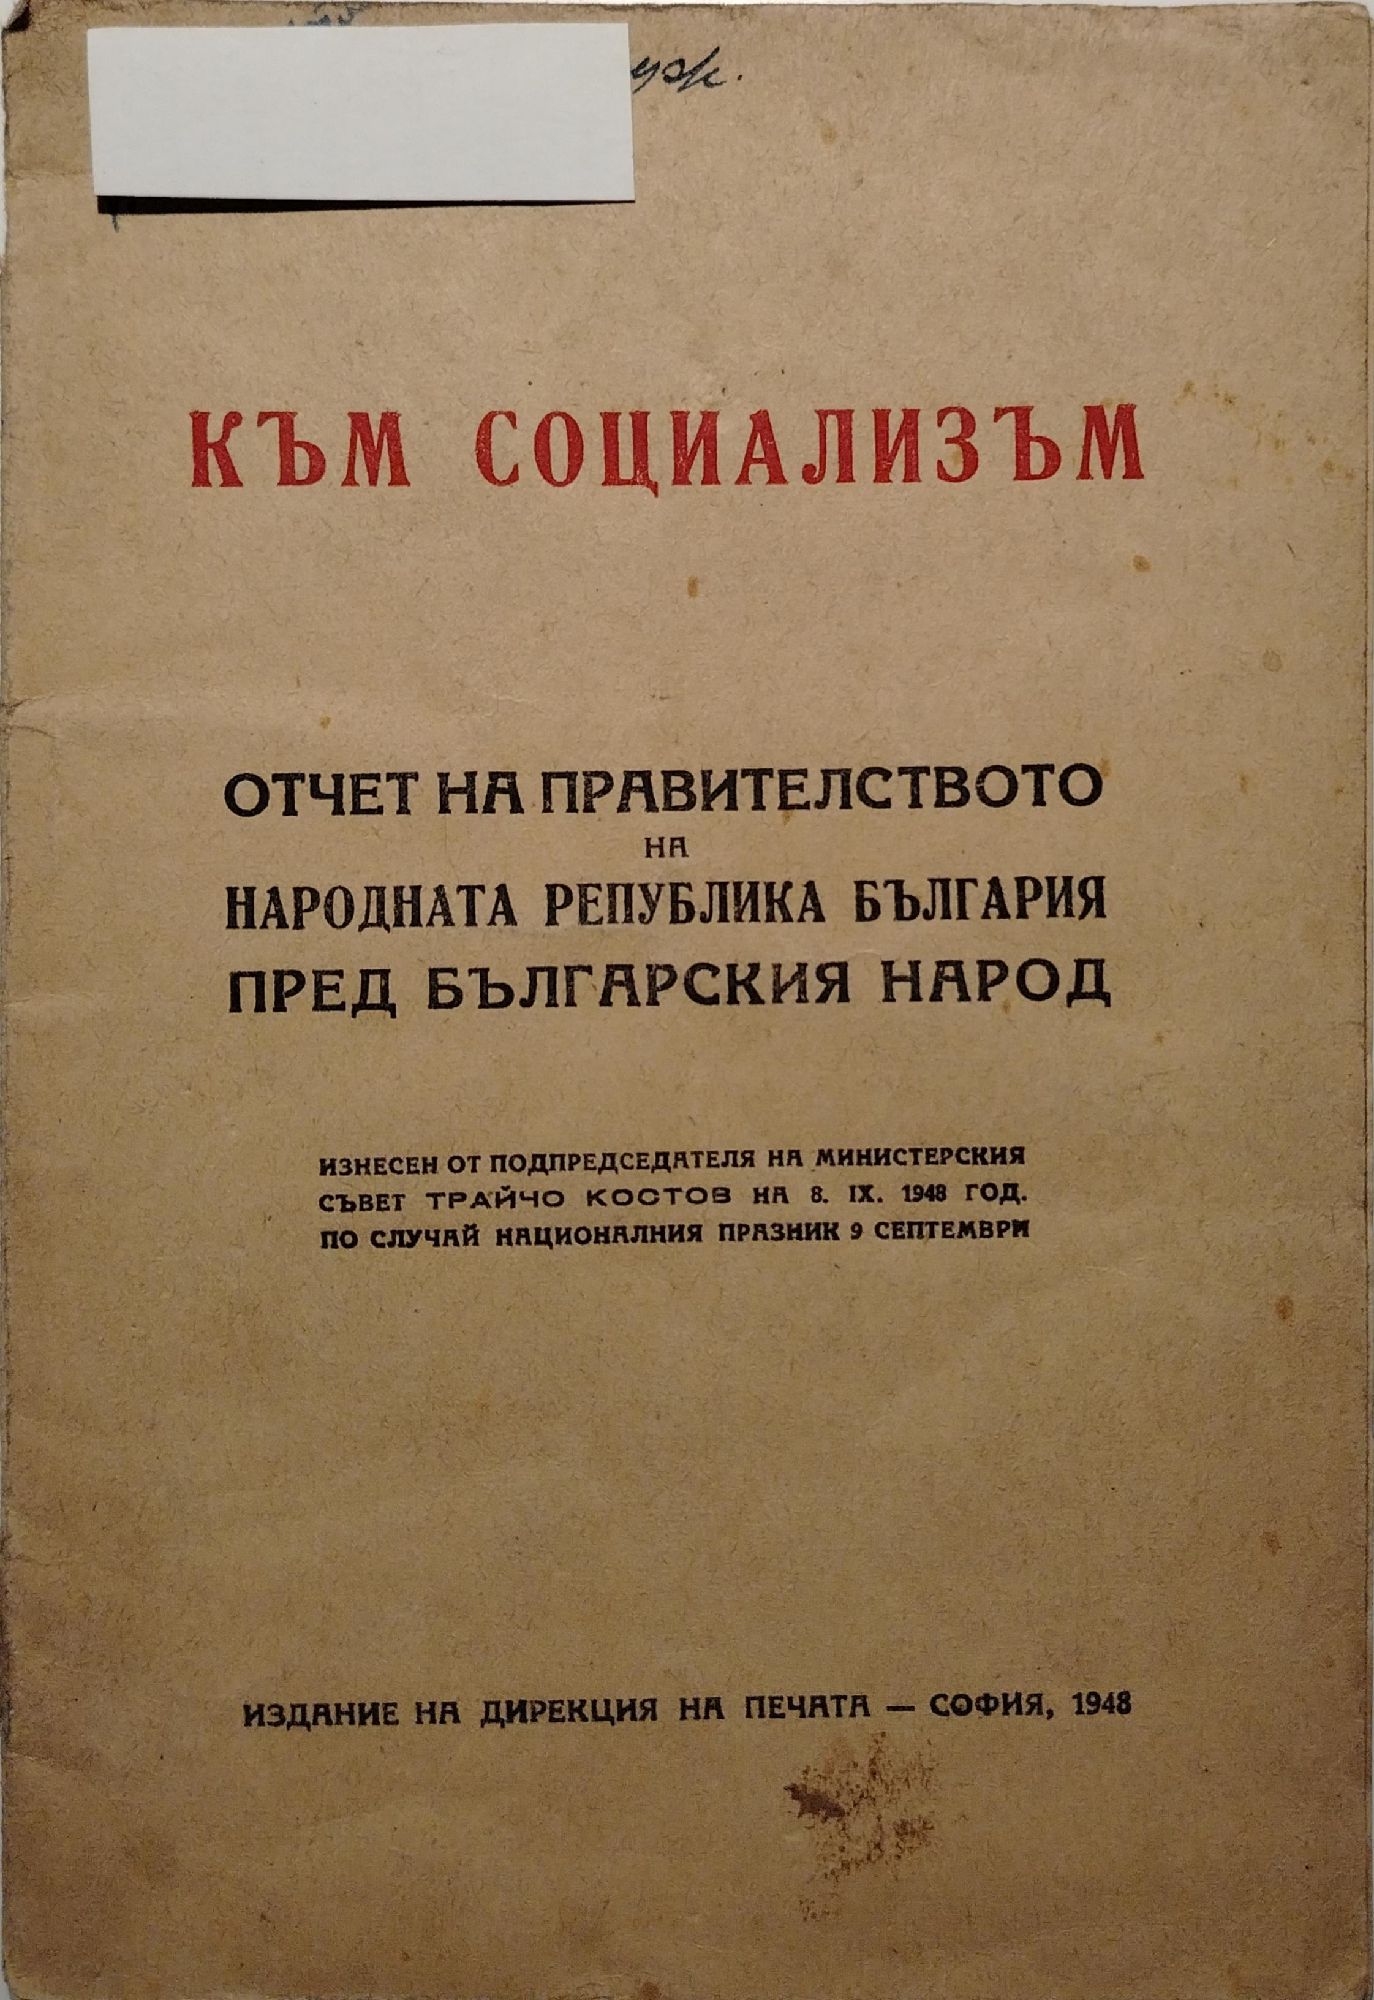 КЪМ СОЦИАЛИЗЪМ
ОТЧЕТ НА ПРАВИТЕЛСТВОТО
НА
НАРОДНАТА РЕПУБЛИКА БЪЛГАРИЯ
ПРЕД БЪЛГАРСКИЯ НАРОД
ИЗНЕСЕН ОТ ПОДПРЕДСЕДАТЕЛЯ НА МИНИСТЕРСКИЯ
СЪВЕТ ТРАЙЧО КОСТОВ НА 8. IX. 1948 ГОД.
ПО СЛУЧАЙ НАЦИОНАЛНИЯ ПРАЗНИК 9 СЕПТЕМВРИ
ИЗДАНИЕ НА ДИРЕКЦИЯ НА ПЕЧАТА — СОФИЯ, 1948